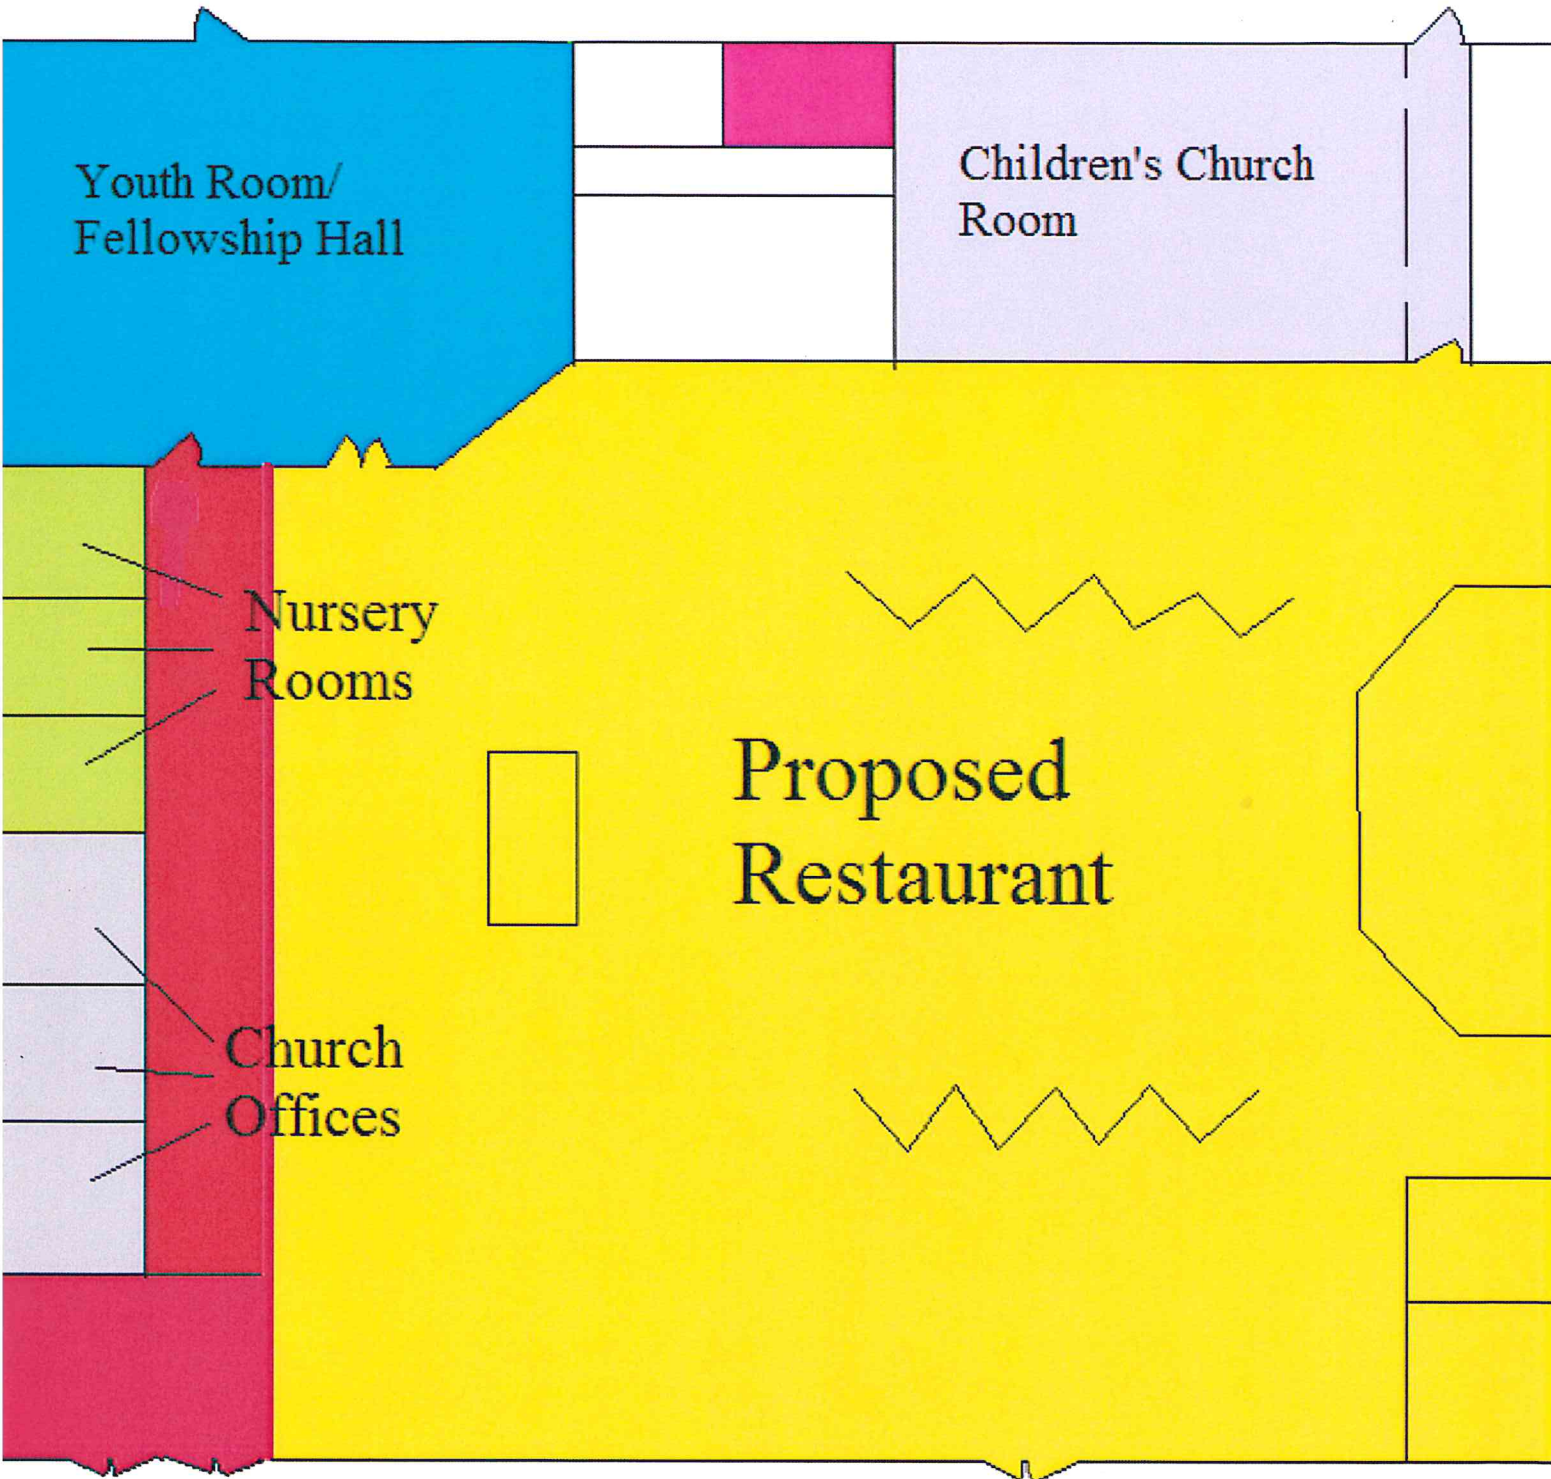 Youth Room/
Fellowship Hall
Children's Church
Room
Nursery
Rooms
Proposed
Restaurant
Church
Offices